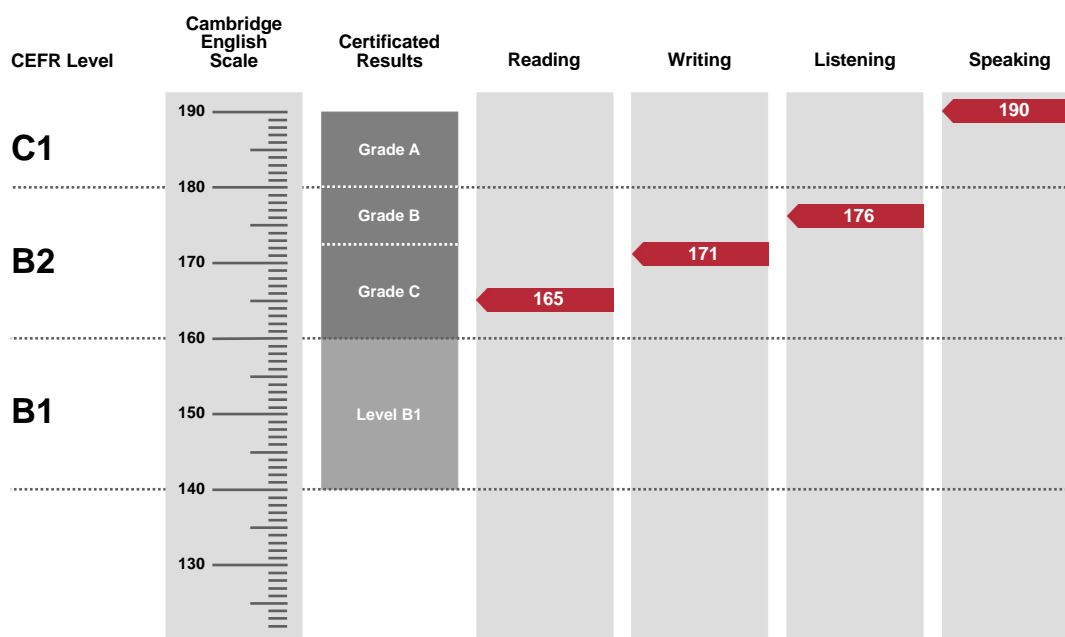 CEFR Level
Cambridge
English
Scale
Certificated
Results
Reading
Writing
Listening
Speaking
190
190
C1
Grade A
180
Grade B
176
171
B2
170
Grade C
165
160
B1
150
Level B1
140
130